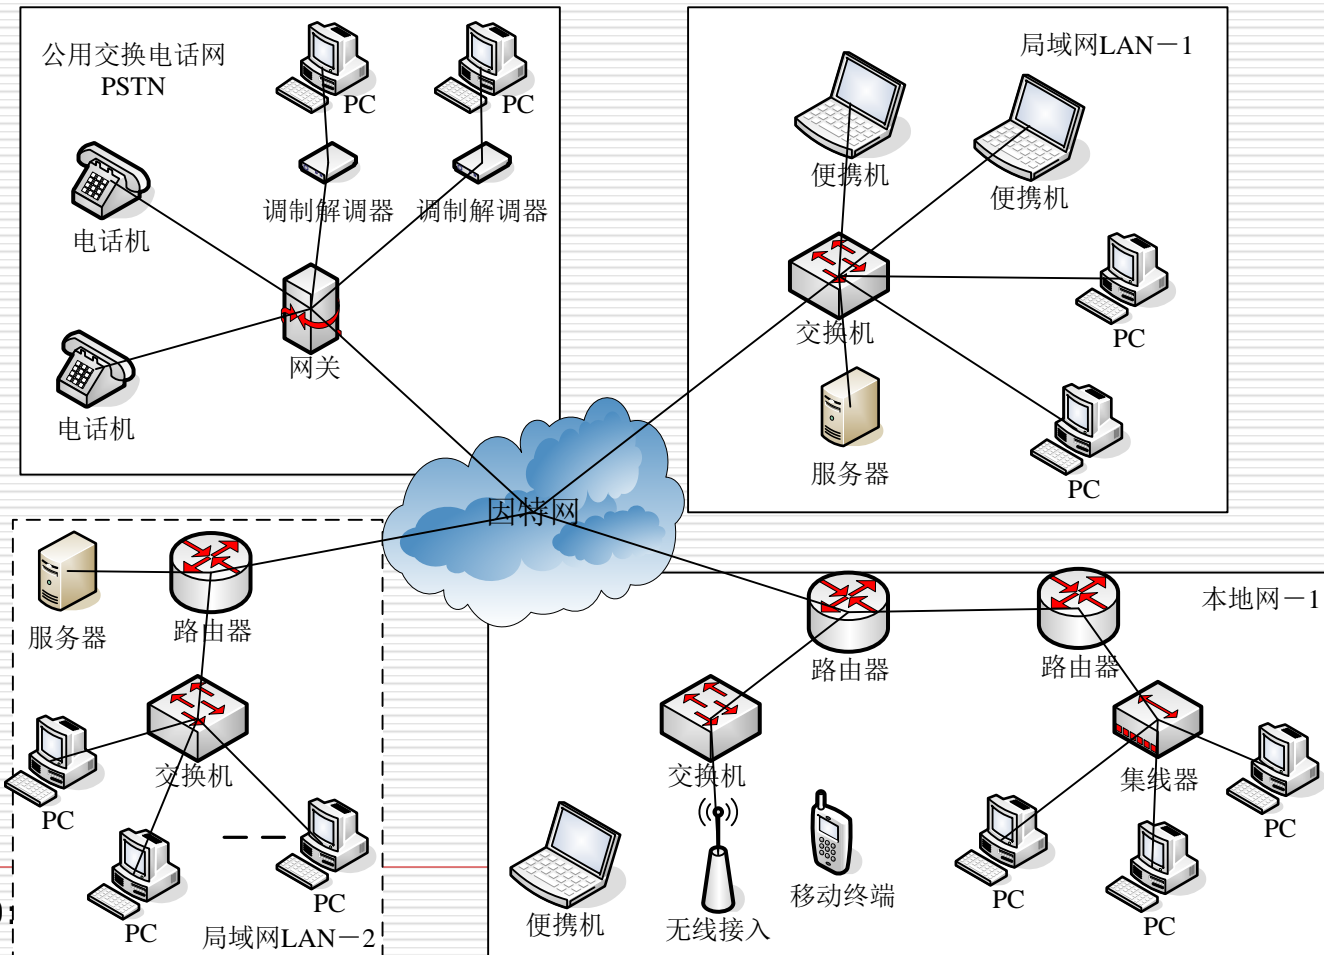 公用交换电话网
PSTN
PC
PC
调制解调器
调制解调器
电话机
电话机
网关
局域网LAN－1
便携机
便携机
交换机
PC
PC
服务器
因特网
服务器
路由器
交换机
PC
PC
PC
局域网LAN－2
本地网－1
路由器
路由器
交换机
集线器
便携机
无线接入
移动终端
PC
PC
PC